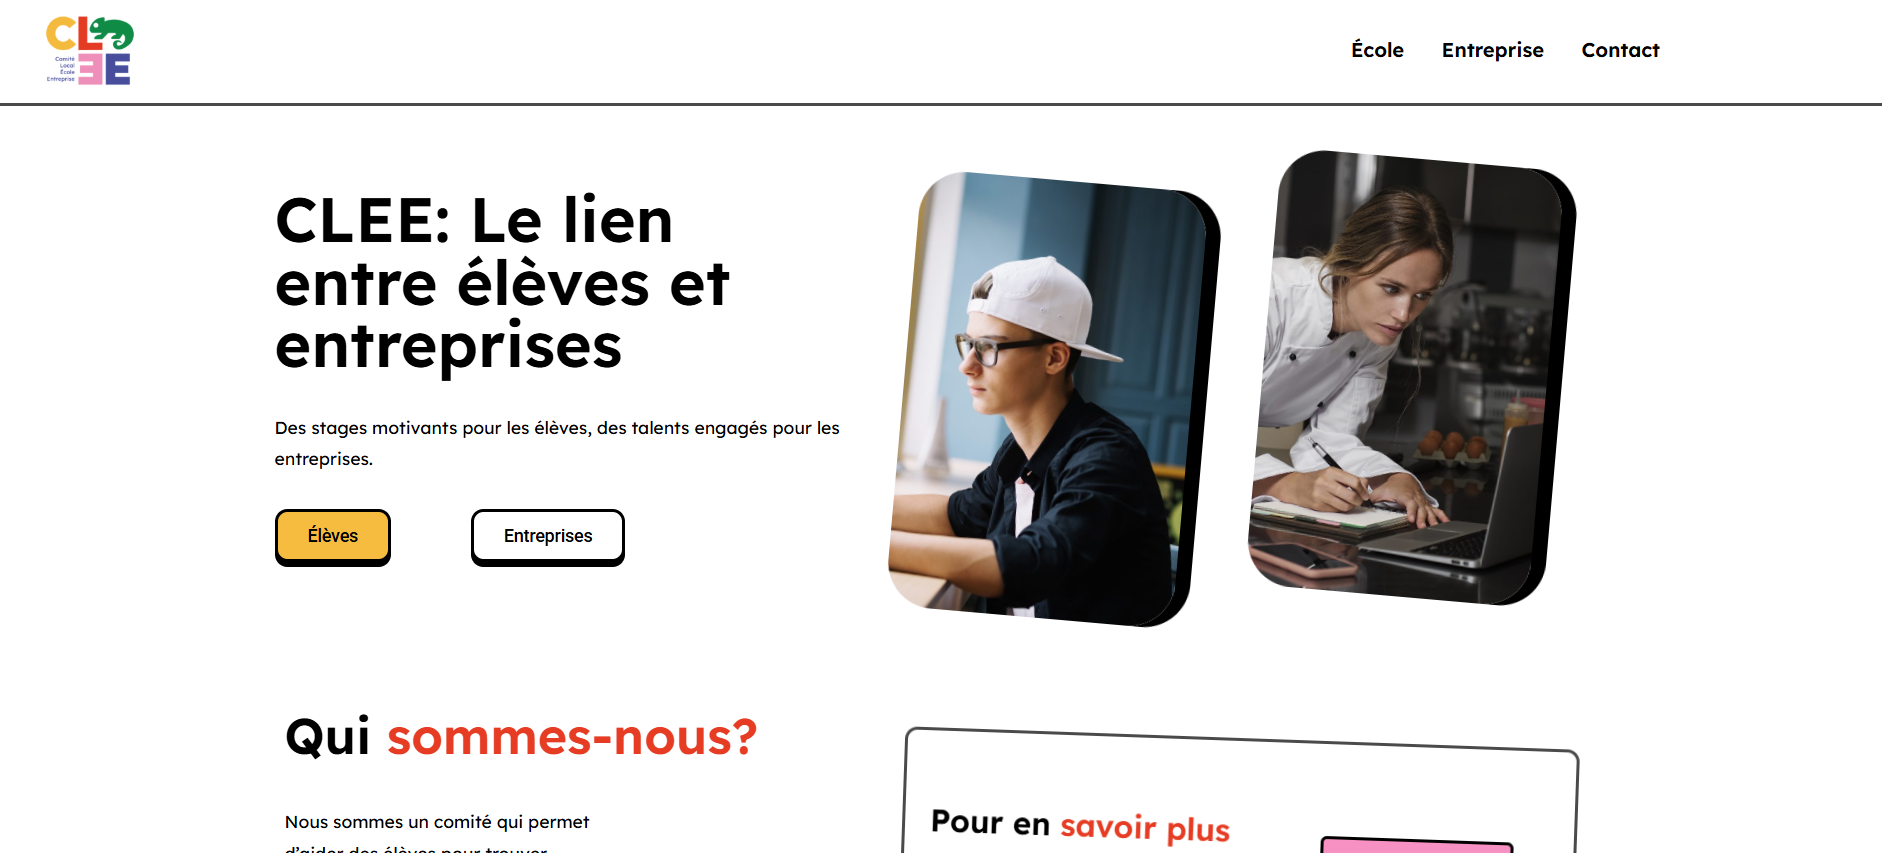 CL
EE
Comité
Local
École
Entreprise
École Entreprise Contact
CLEE: Le lien
entre élèves et
entreprises
Des stages motivants pour les élèves, des talents engagés pour les
entreprises.
Élèves Entreprises
Qui sommes-nous?
Nous sommes un comité qui permet
d'aider des élèves pour trouver
Pour en savoir plus